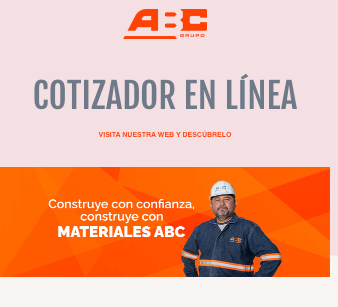 ABC
GRUPO
COTIZADOR EN LÍNEA
VISITA NUESTRA WEB Y DESCÚBRELO
Construye con confianza,
construye con
MATERIALES ABC